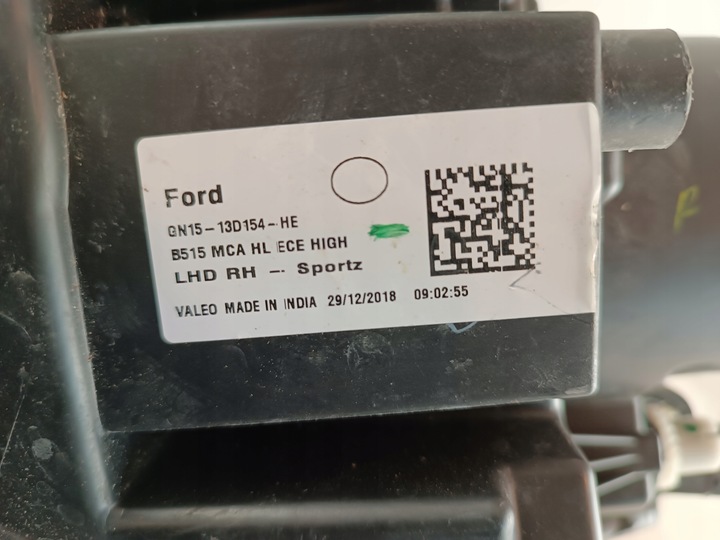 Ford
GN15-13D154-HE
B515 MCA HL ECE HIGH
LHD RH - Sportz
VALEO MADE IN INDIA 29/12/2018 09:02:55
F